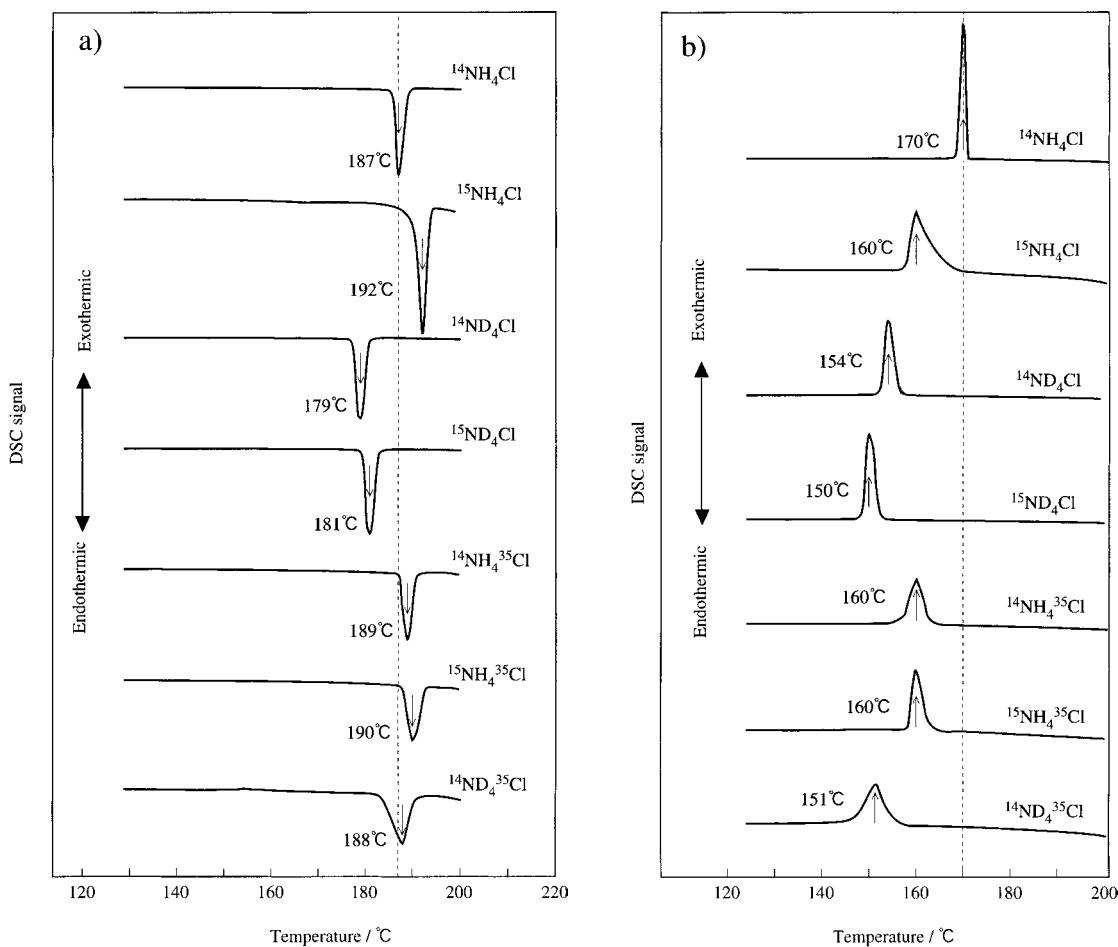 a)
¹⁴NH₄Cl
187℃
¹⁵NH₄Cl
192℃
¹⁴ND₄Cl
179℃
¹⁵ND₄Cl
181℃
¹⁴NH₄³⁵Cl
189℃
¹⁵NH₄³⁵Cl
190℃
¹⁴ND₄³⁵Cl
188℃
Exothermic
DSC signal
Endothermic
120 140 160 180 200 220
Temperature / ℃
b)
170℃ ¹⁴NH₄Cl
¹⁵NH₄Cl
160℃
¹⁴ND₄Cl
154℃
¹⁵ND₄Cl
150℃
¹⁴NH₄³⁵Cl
160℃
¹⁵NH₄³⁵Cl
160℃
¹⁴ND₄³⁵Cl
151℃
Exothermic
DSC signal
Endothermic
120 140 160 180 200
Temperature / ℃